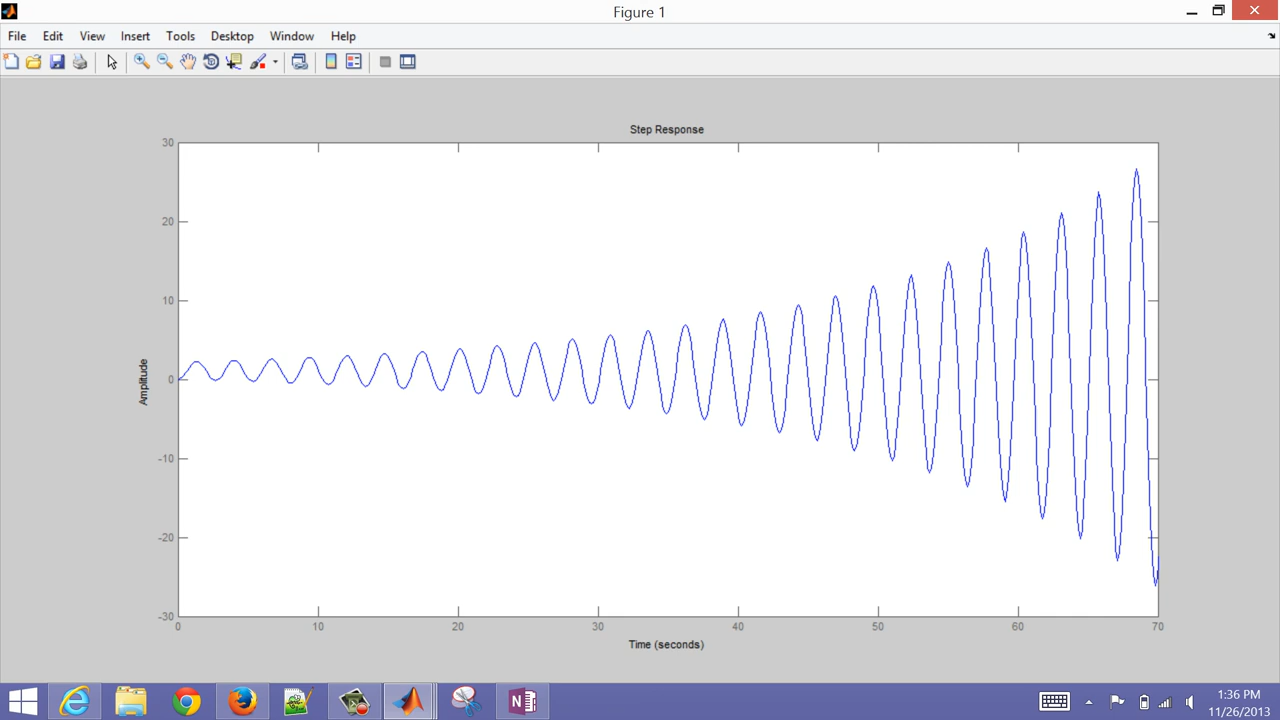 Figure 1
File Edit View Insert Tools Desktop Window Help
Step Response
30
20
10
0
-10
-20
-30
Amplitude
0 10 20 30 40 50 60 70
Time (seconds)
1:36 PM
11/26/2013